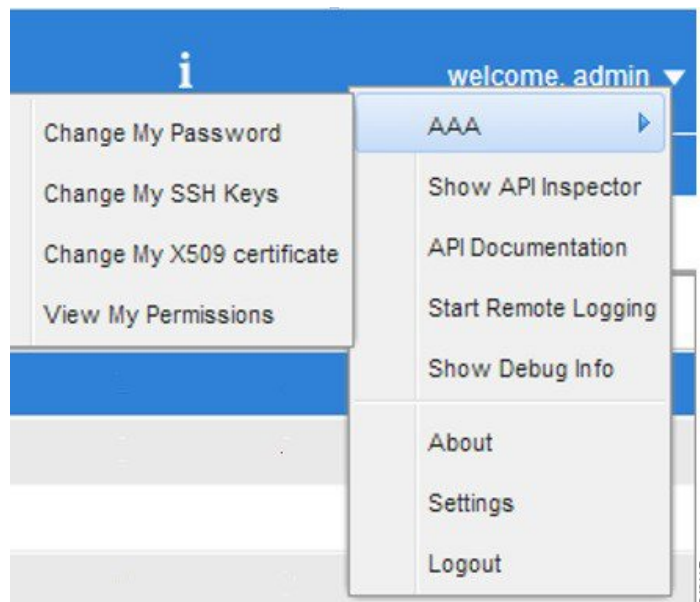 i
welcome, admin
AAA
Show API Inspector
API Documentation
Start Remote Logging
Show Debug Info
About
Settings
Logout
Change My Password
Change My SSH Keys
Change My X509 certificate
View My Permissions